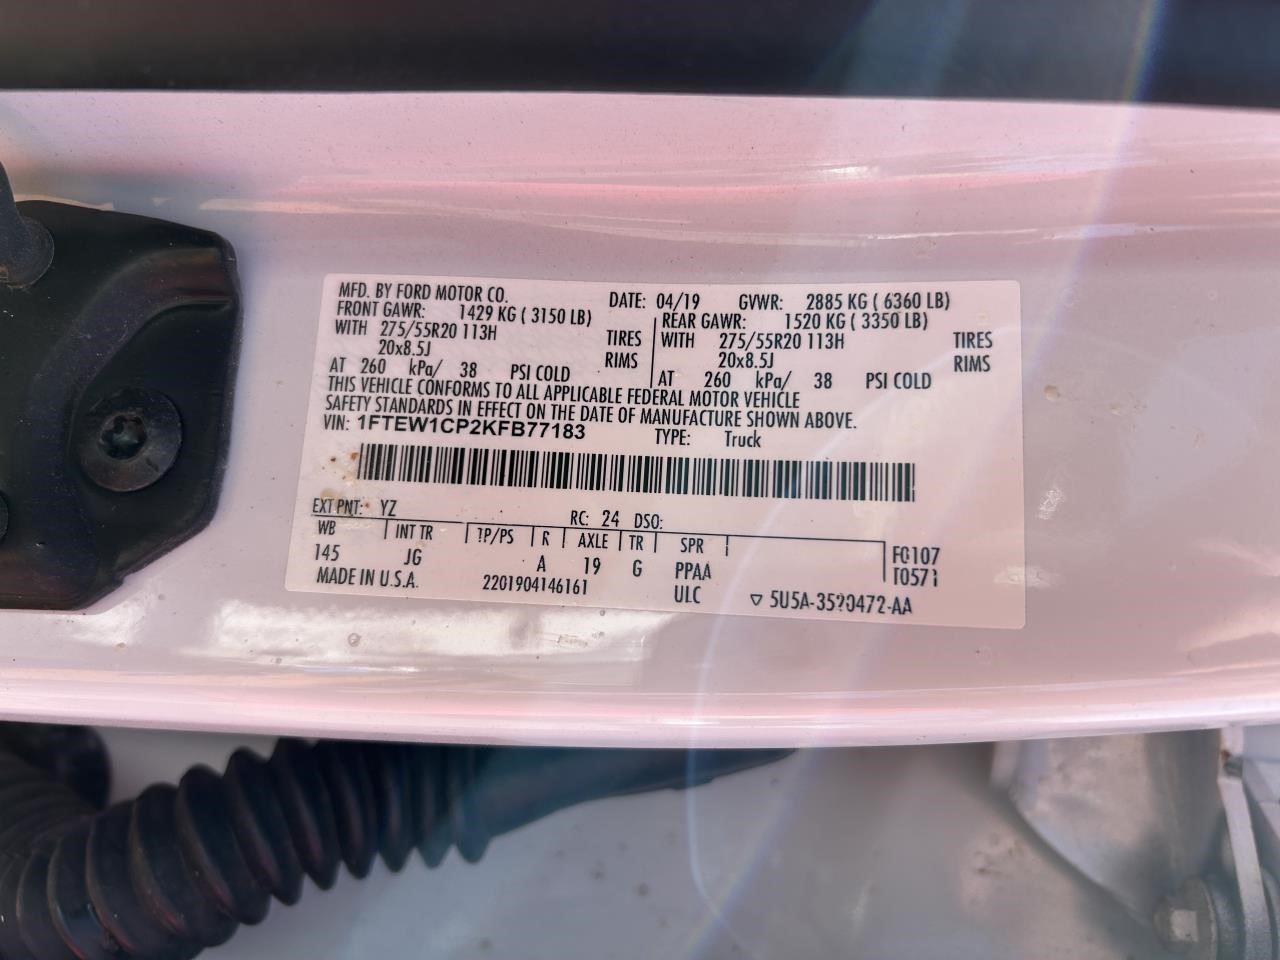 MFD. BY FORD MOTOR CO. DATE: 04/19 GVWR: 2885 KG ( 6360 LB)
FRONT GAWR: 1429 KG ( 3150 LB) REAR GAWR: 1520 KG ( 3350 LB)
WITH 275/55R20 113H TIRES WITH 275/55R20 113H TIRES
20x8.5J RIMS 20x8.5J RIMS
AT 260 kPa/ 38 PSI COLD AT 260 kPa/ 38 PSI COLD
THIS VEHICLE CONFORMS TO ALL APPLICABLE FEDERAL MOTOR VEHICLE
SAFETY STANDARDS IN EFFECT ON THE DATE OF MANUFACTURE SHOWN ABOVE.
VIN: 1FTEW1CP2KFB77183 TYPE: Truck
EXT PNT: YZ RC: 24 DSO:
WB INT TR TP/PS R AXLE TR SPR F0107
145 JG A 19 G PPAA T0571
MADE IN U.S.A. 2201904146161 ULC ▽ 5U5A-3520472-AA